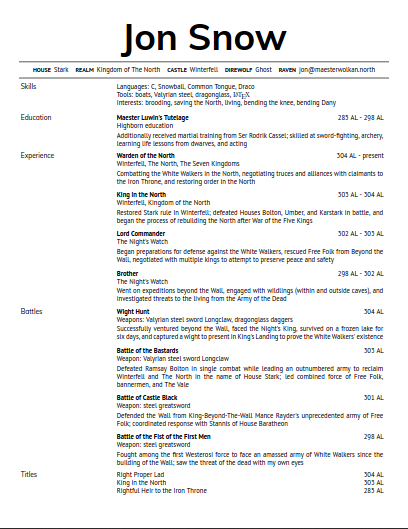 Jon Snow
HOUSE Stark REALM Kingdom of The North CASTLE Winterfell DIREWOLF Ghost RAVEN jon@maesterwolkan.north
Skills
Languages: C, Snowball, Common Tongue, Draco
Tools: boats, Valyrian steel, dragonglass, LATEX
Interests: brooding, saving the North, living, bending the knee, bending Dany
Education
Maester Luwin's Tutelage 283 AL - 298 AL
Highborn education
Additionally received martial training from Ser Rodrik Cassel; skilled at sword-fighting, archery,
learning life lessons from dwarves, and acting
Experience
Warden of the North 304 AL - present
Winterfell, The North, The Seven Kingdoms
Combatting the White Walkers in the North, negotiating truces and alliances with claimants to
the Iron Throne, and restoring order in the North
King in the North 303 AL - 304 AL
Winterfell, Kingdom of the North
Restored Stark rule in Winterfell; defeated Houses Bolton, Umber, and Karstark in battle, and
began the process of rebuilding the North after War of the Five Kings
Lord Commander 302 AL - 303 AL
The Night's Watch
Began preparations for defense against the White Walkers, rescued Free Folk from Beyond the
Wall, negotiated with multiple kings to attempt to preserve peace and safety
Brother 298 AL - 302 AL
The Night's Watch
Went on expeditions beyond the Wall, engaged with wildlings (within and outside caves), and
investigated threats to the living from the Army of the Dead
Battles
Wight Hunt 304 AL
Weapons: Valyrian steel sword Longclaw, dragonglass daggers
Successfully ventured beyond the Wall, faced the Night's King, survived on a frozen lake for
six days, and captured a wight to present in King's Landing to prove the White Walkers' existence
Battle of the Bastards 303 AL
Weapon: Valyrian steel sword Longclaw
Defeated Ramsay Bolton in single combat while leading an outnumbered army to reclaim
Winterfell and The North in the name of House Stark; led combined force of Free Folk,
bannermen, and The Vale
Battle of Castle Black 301 AL
Weapon: steel greatsword
Defended the Wall from King-Beyond-The-Wall Mance Rayder's unprecedented army of Free
Folk; coordinated response with Stannis of House Baratheon
Battle of the Fist of the First Men 298 AL
Weapon: steel greatsword
Fought among the first Westerosi force to face an amassed army of White Walkers since the
building of the Wall; saw the threat of the dead with my own eyes
Titles
Right Proper Lad 304 AL
King in the North 303 AL
Rightful Heir to the Iron Throne 283 AL